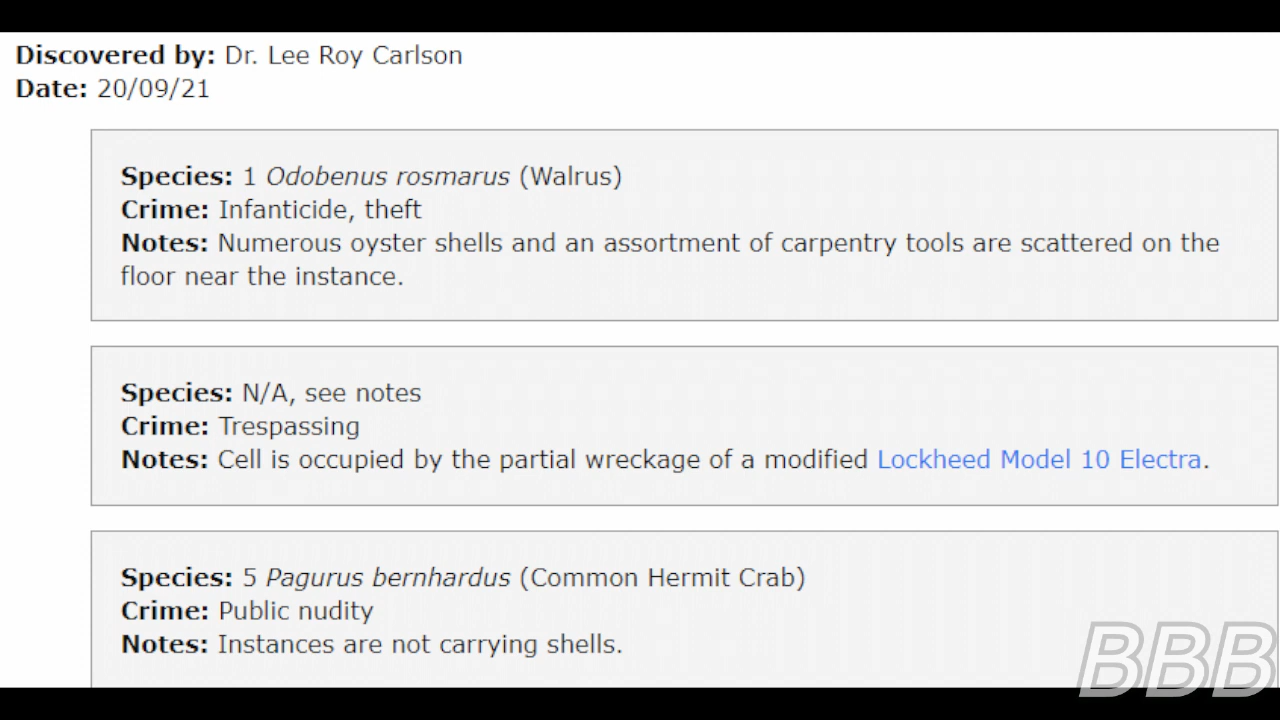 Discovered by: Dr. Lee Roy Carlson
Date: 20/09/21
Species: 1 Odobenus rosmarus (Walrus)
Crime: Infanticide, theft
Notes: Numerous oyster shells and an assortment of carpentry tools are scattered on the
floor near the instance.
Species: N/A, see notes
Crime: Trespassing
Notes: Cell is occupied by the partial wreckage of a modified Lockheed Model 10 Electra.
Species: 5 Pagurus bernhardus (Common Hermit Crab)
Crime: Public nudity
Notes: Instances are not carrying shells.
BBB